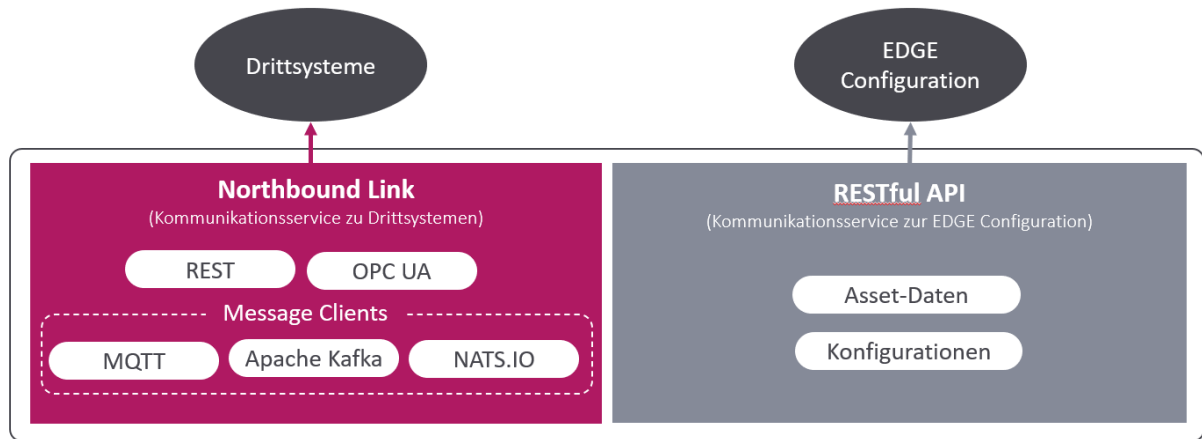 Drittsysteme
EDGE
Configuration
Northbound Link
(Kommunikationsservice zu Drittsystemen)
REST
OPC UA
Message Clients
MQTT
Apache Kafka
NATS.IO
RESTful API
(Kommunikationsservice zur EDGE Configuration)
Asset-Daten
Konfigurationen